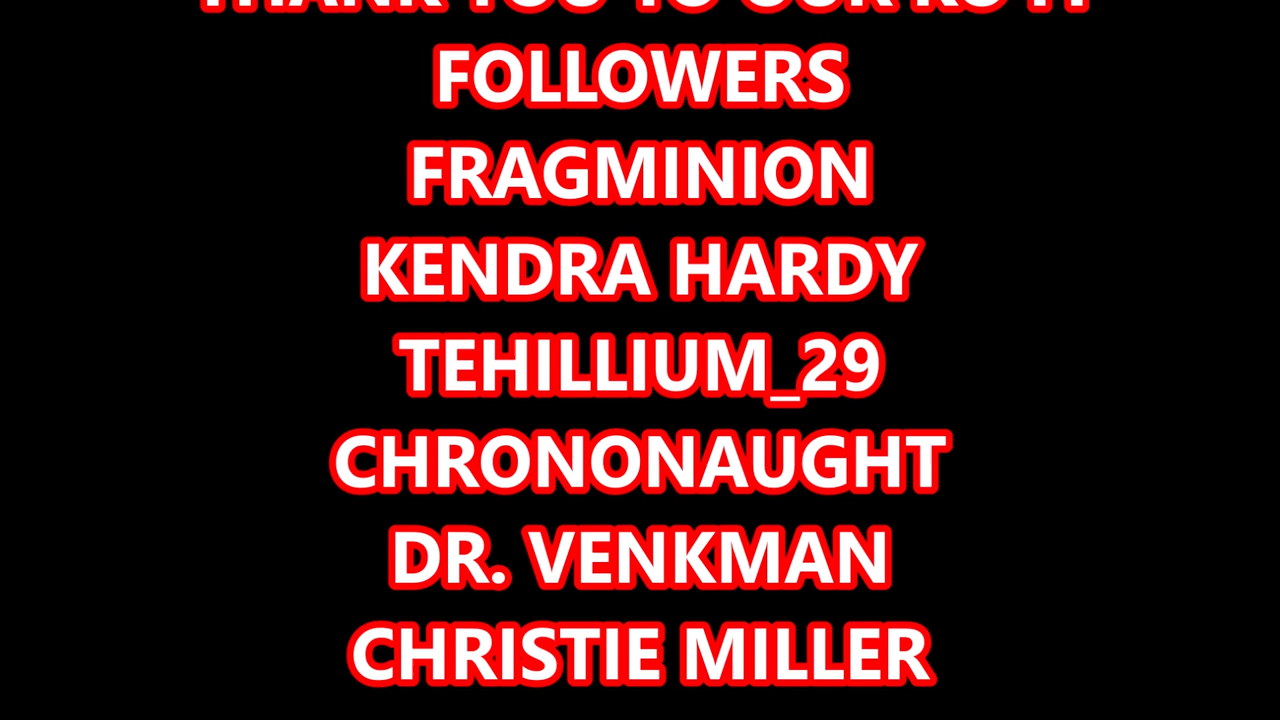 THANK YOU TO OUR KO-FI
FOLLOWERS
FRAGMINION
KENDRA HARDY
TEHILLIUM_29
CHRONONAUGHT
DR. VENKMAN
CHRISTIE MILLER